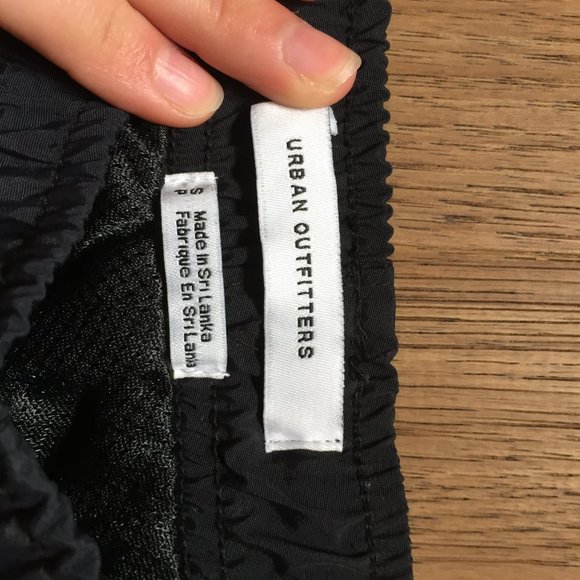 URBAN OUTFITTERS
S
P
Made In Sri Lanka
Fabrique En Sri Lanka